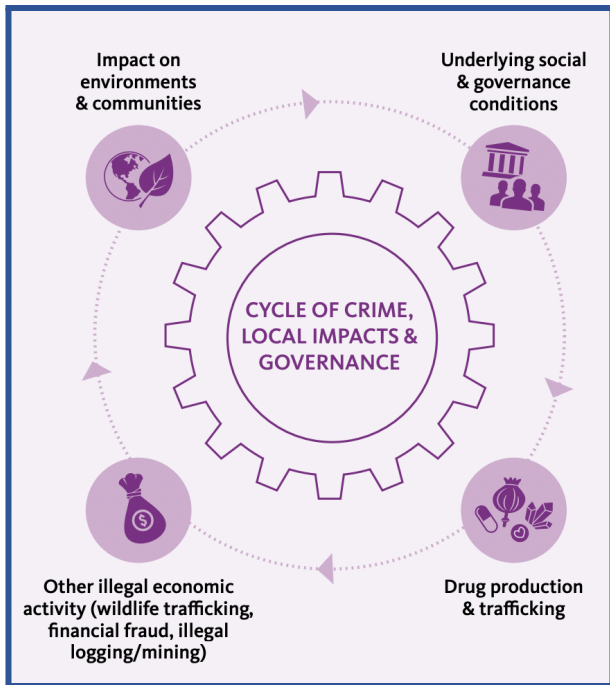 Impact on
environments
& communities
Underlying social
& governance
conditions
CYCLE OF CRIME,
LOCAL IMPACTS &
GOVERNANCE
$
Other illegal economic
activity (wildlife trafficking,
financial fraud, illegal
logging/mining)
Drug production
& trafficking